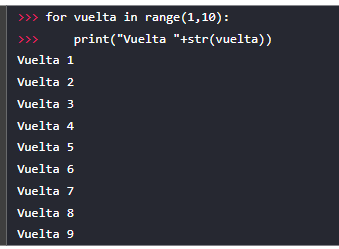 >>> for vuelta in range(1,10):
>>>     print("Vuelta "+str(vuelta))
Vuelta 1
Vuelta 2
Vuelta 3
Vuelta 4
Vuelta 5
Vuelta 6
Vuelta 7
Vuelta 8
Vuelta 9